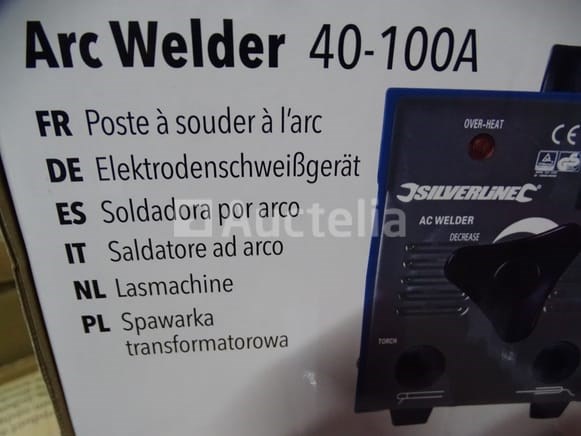 Arc Welder 40-100A
FR Poste à souder à l'arc
DE Elektrodenschweißgerät
ES Soldadora por arco
IT Saldatore ad arco
NL Lasmachine
PL Spawarka
transformatorowa
Auctelia
OVER-HEAT
CE
SILVERLINE
AC WELDER
DECREASE
TORCH